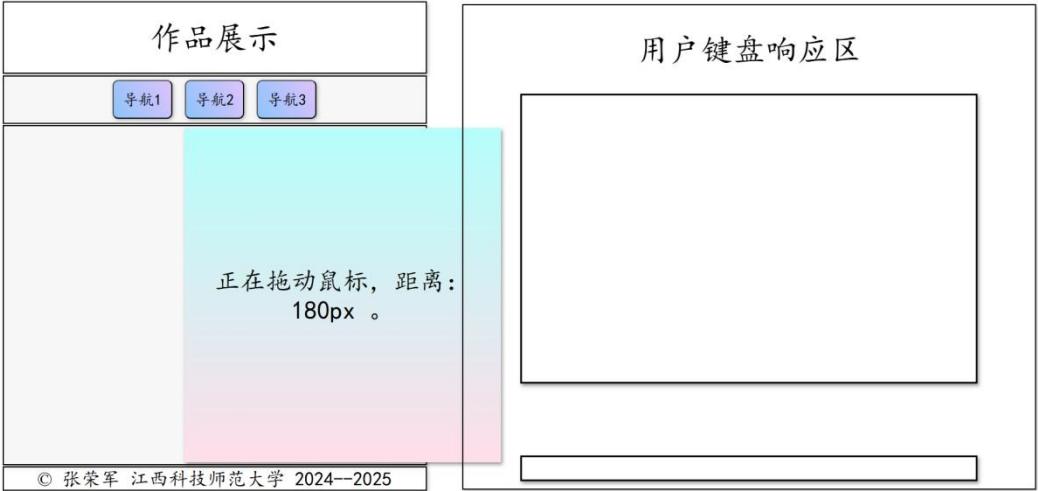 作品展示
导航1 导航2 导航3
正在拖动鼠标，距离：
180px 。
© 张荣军 江西科技师范大学 2024--2025
用户键盘响应区